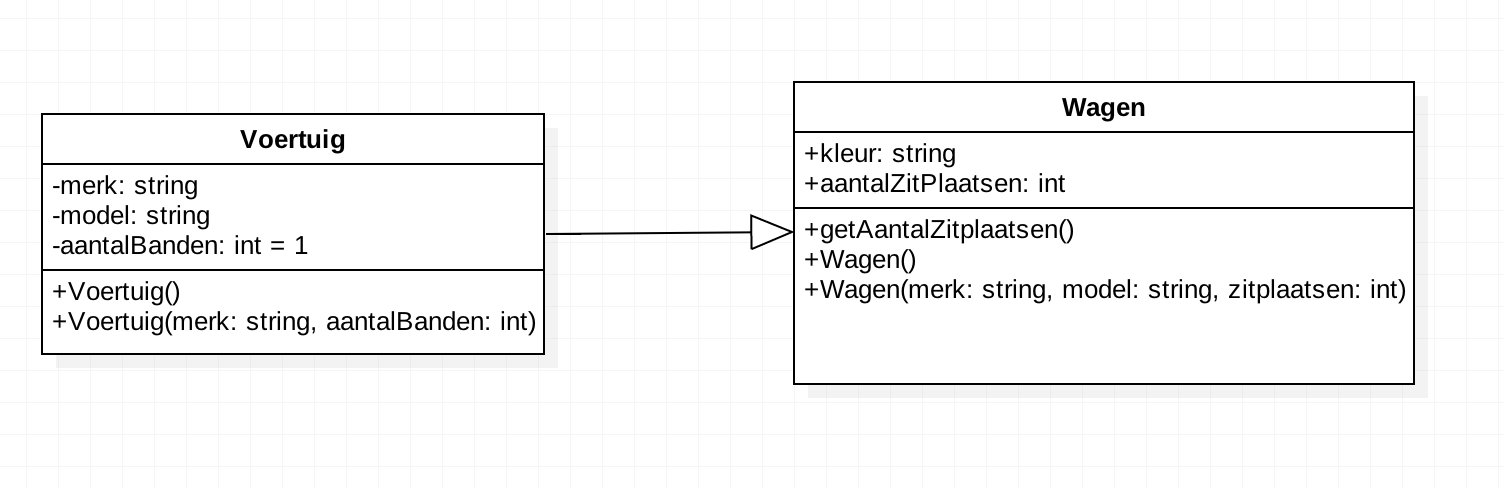 Voertuig
-merk: string
-model: string
-aantalBanden: int = 1
+Voertuig()
+Voertuig(merk: string, aantalBanden: int)
Wagen
+kleur: string
+aantalZitPlaatsen: int
+getAantalZitplaatsen()
+Wagen()
+Wagen(merk: string, model: string, zitplaatsen: int)